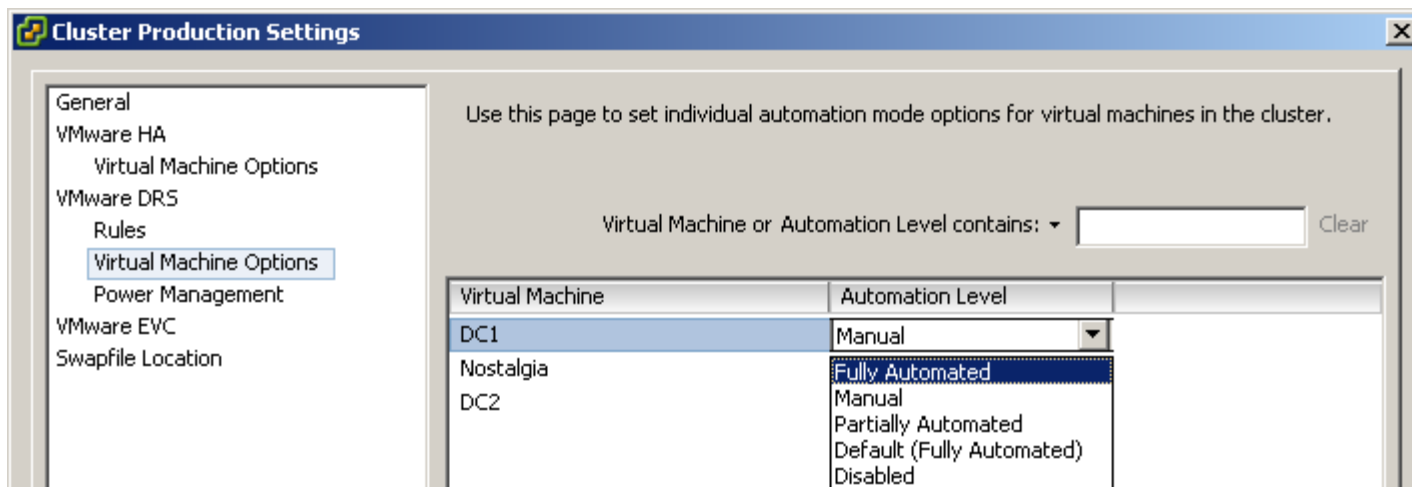 Cluster Production Settings
General
VMware HA
Virtual Machine Options
VMware DRS
Rules
Virtual Machine Options
Power Management
VMware EVC
Swapfile Location
Use this page to set individual automation mode options for virtual machines in the cluster.
Virtual Machine or Automation Level contains:
Clear
Virtual Machine Automation Level
DC1 Manual
Nostalgia
DC2
Fully Automated
Manual
Partially Automated
Default (Fully Automated)
Disabled